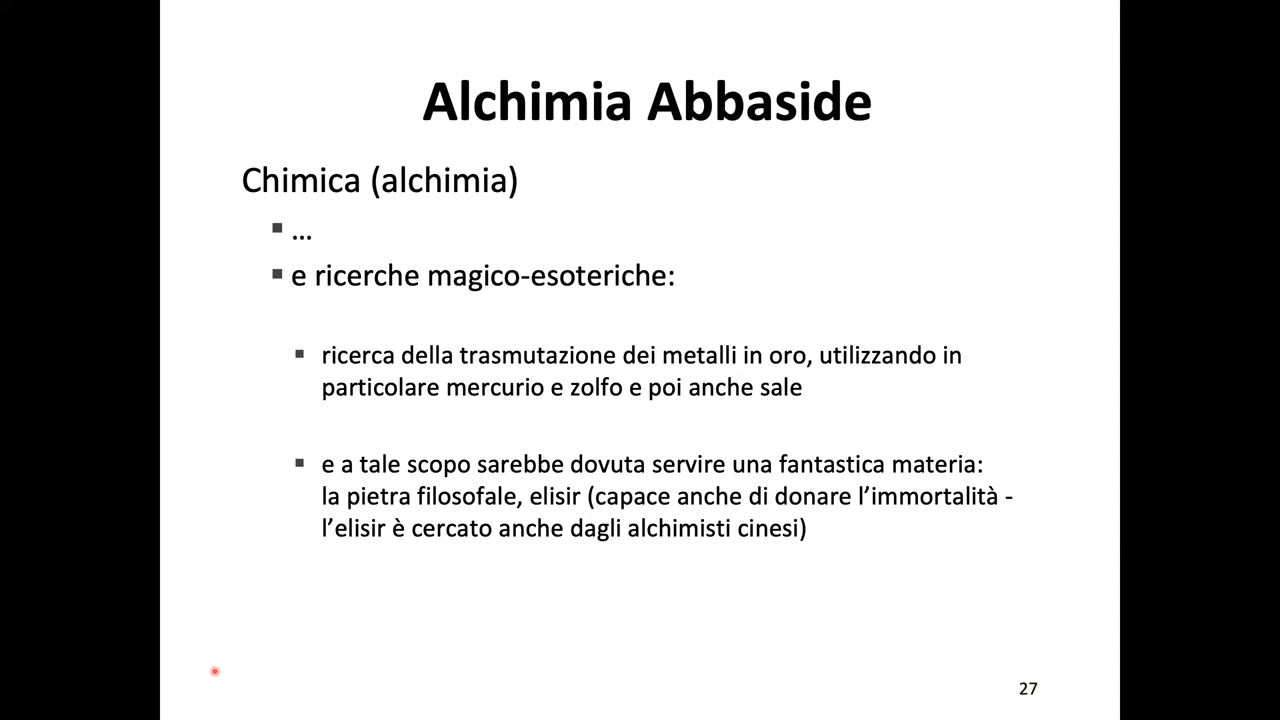 Alchimia Abbaside
Chimica (alchimia)
▪ …
▪ e ricerche magico-esoteriche:
▪ ricerca della trasmutazione dei metalli in oro, utilizzando in
particolare mercurio e zolfo e poi anche sale
▪ e a tale scopo sarebbe dovuta servire una fantastica materia:
la pietra filosofale, elisir (capace anche di donare l’immortalità -
l’elisir è cercato anche dagli alchimisti cinesi)
27